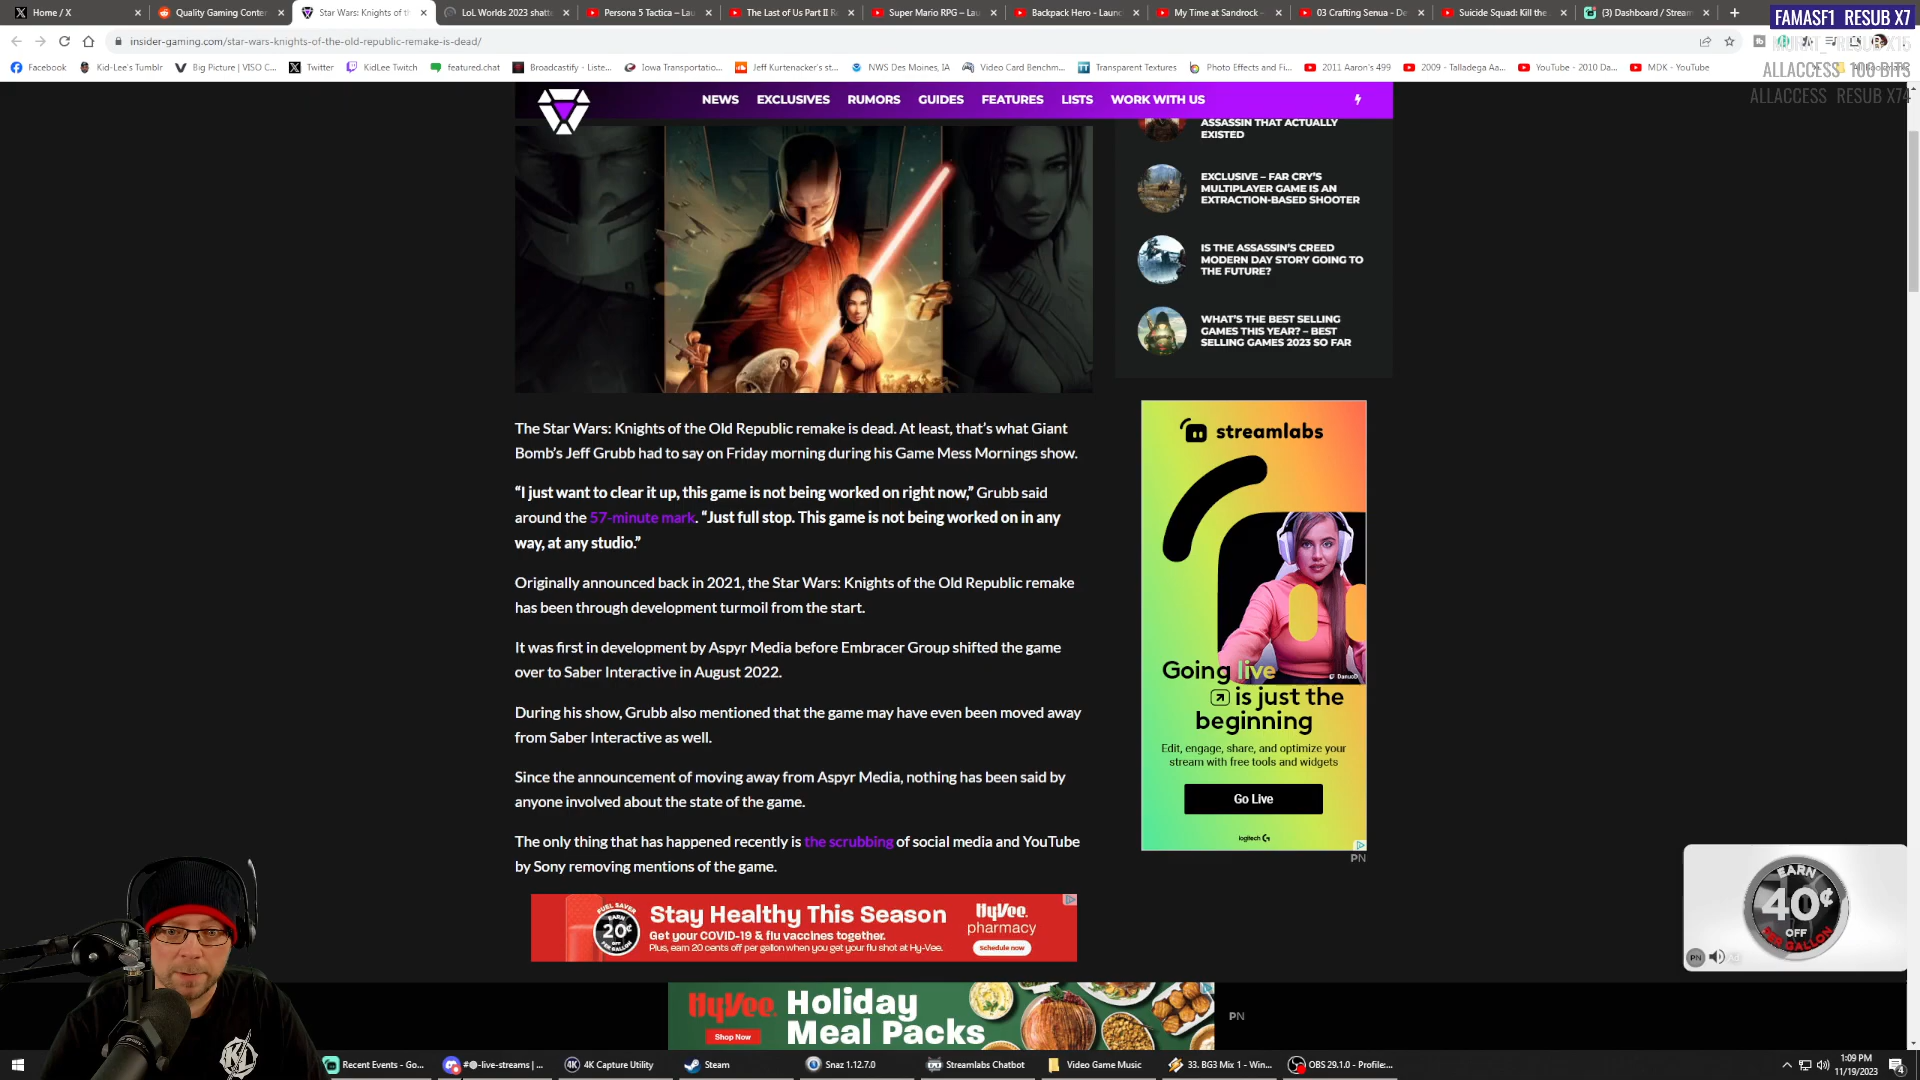 Home / X
Quality Gaming Conter
Star Wars: Knights of th
LoL Worlds 2023 shatte
Persona 5 Tactica – Lau
The Last of Us Part II Re
Super Mario RPG – Lau
Backpack Hero - Launc
My Time at Sandrock –
03 Crafting Senua - De
Suicide Squad: Kill the
(3) Dashboard / Stream
FAMASF1 RESUB X7
insider-gaming.com/star-wars-knights-of-the-old-republic-remake-is-dead/
RESUB X15
Facebook
Kid-Lee's Tumblr
Big Picture | VISO C...
Twitter
KidLee Twitch
featured.chat
Broadcastify - Liste...
Iowa Transportatio...
Jeff Kurtenacker's st...
NWS Des Moines, IA
Video Card Benchm...
Transparent Textures
Photo Effects and Fi...
2011 Aaron's 499
2009 - Talladega Aa...
YouTube - 2010 Da...
MDK - YouTube
ALLACCESS 100 BITS
ALLACCESS RESUB X74
NEWS
EXCLUSIVES
RUMORS
GUIDES
FEATURES
LISTS
WORK WITH US
ASSASSIN THAT ACTUALLY
EXISTED
EXCLUSIVE – FAR CRY'S
MULTIPLAYER GAME IS AN
EXTRACTION-BASED SHOOTER
IS THE ASSASSIN'S CREED
MODERN DAY STORY GOING TO
THE FUTURE?
WHAT'S THE BEST SELLING
GAMES THIS YEAR? – BEST
SELLING GAMES 2023 SO FAR
The Star Wars: Knights of the Old Republic remake is dead. At least, that's what Giant
Bomb's Jeff Grubb had to say on Friday morning during his Game Mess Mornings show.
“I just want to clear it up, this game is not being worked on right now,” Grubb said
around the 57-minute mark. “Just full stop. This game is not being worked on in any
way, at any studio.”
Originally announced back in 2021, the Star Wars: Knights of the Old Republic remake
has been through development turmoil from the start.
It was first in development by Aspyr Media before Embracer Group shifted the game
over to Saber Interactive in August 2022.
During his show, Grubb also mentioned that the game may have even been moved away
from Saber Interactive as well.
Since the announcement of moving away from Aspyr Media, nothing has been said by
anyone involved about the state of the game.
The only thing that has happened recently is the scrubbing of social media and YouTube
by Sony removing mentions of the game.
streamlabs
DanucD
Going live
is just the
beginning
Edit, engage, share, and optimize your
stream with free tools and widgets
Go Live
logitech G
PN
FUEL SAVER
EARN
20¢
OFF
PER GALLON
Stay Healthy This Season
Get your COVID-19 & flu vaccines together.
Plus, earn 20 cents off per gallon when you get your flu shot at Hy-Vee.
HyVee
pharmacy
Schedule now
EARN
40¢
OFF
PER GALLON
PN
HyVee
Shop Now
Holiday
Meal Packs
PN
KL
Recent Events - Go...
#🔴-live-streams | ...
4K Capture Utility
Steam
Snaz 1.12.7.0
Streamlabs Chatbot
Video Game Music
33. BG3 Mix 1 - Win...
OBS 29.1.0 - Profile:...
1:09 PM
11/19/2023
4